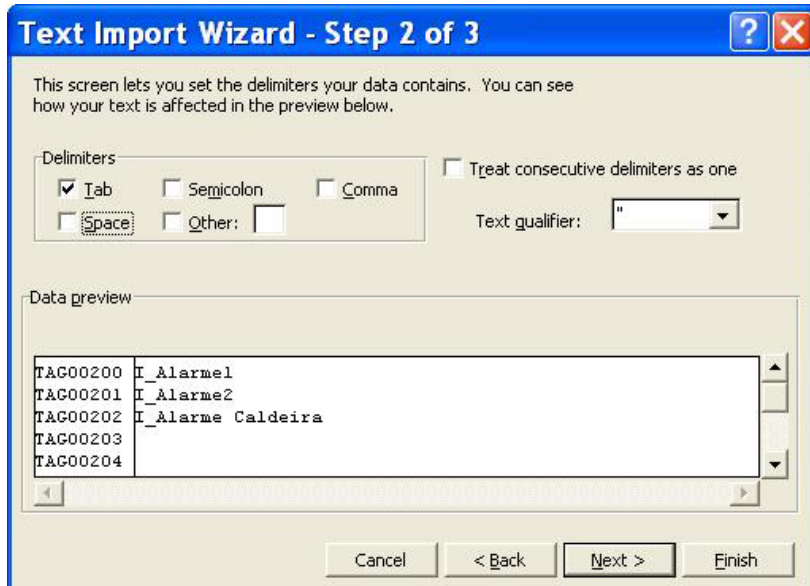 Text Import Wizard - Step 2 of 3
This screen lets you set the delimiters your data contains. You can see
how your text is affected in the preview below.
Delimiters
Tab
Semicolon
Comma
Space
Other:
Treat consecutive delimiters as one
Text qualifier: "
Data preview
TAG00200 I_Alarme1
TAG00201 I_Alarme2
TAG00202 I_Alarme Caldeira
TAG00203
TAG00204
Cancel
< Back
Next >
Finish